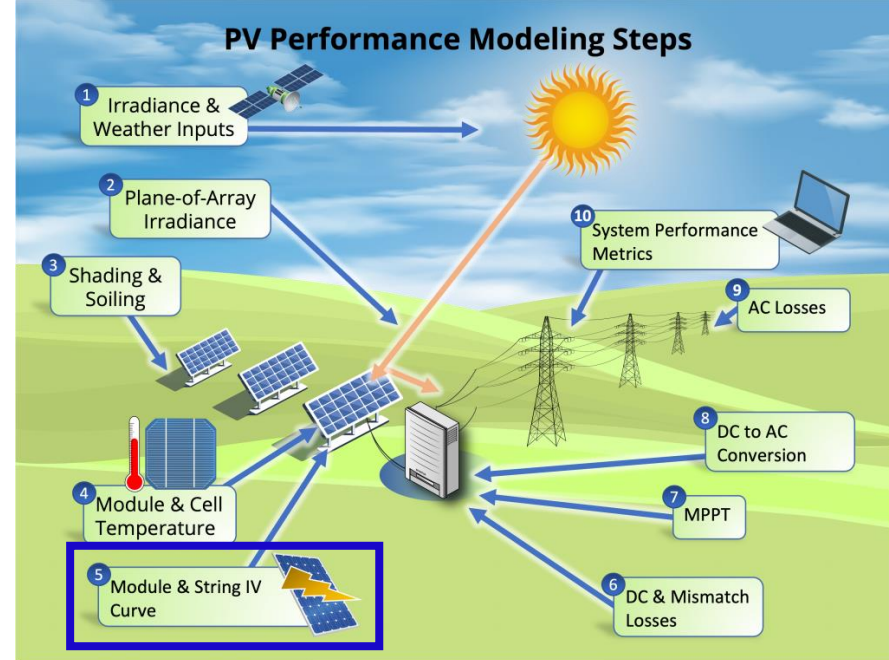 PV Performance Modeling Steps
1
Irradiance &
Weather Inputs
2
Plane-of-Array
Irradiance
3
Shading &
Soiling
4
Module & Cell
Temperature
5
Module & String IV
Curve
6
DC & Mismatch
Losses
7
MPPT
8
DC to AC
Conversion
9
AC Losses
10
System Performance
Metrics